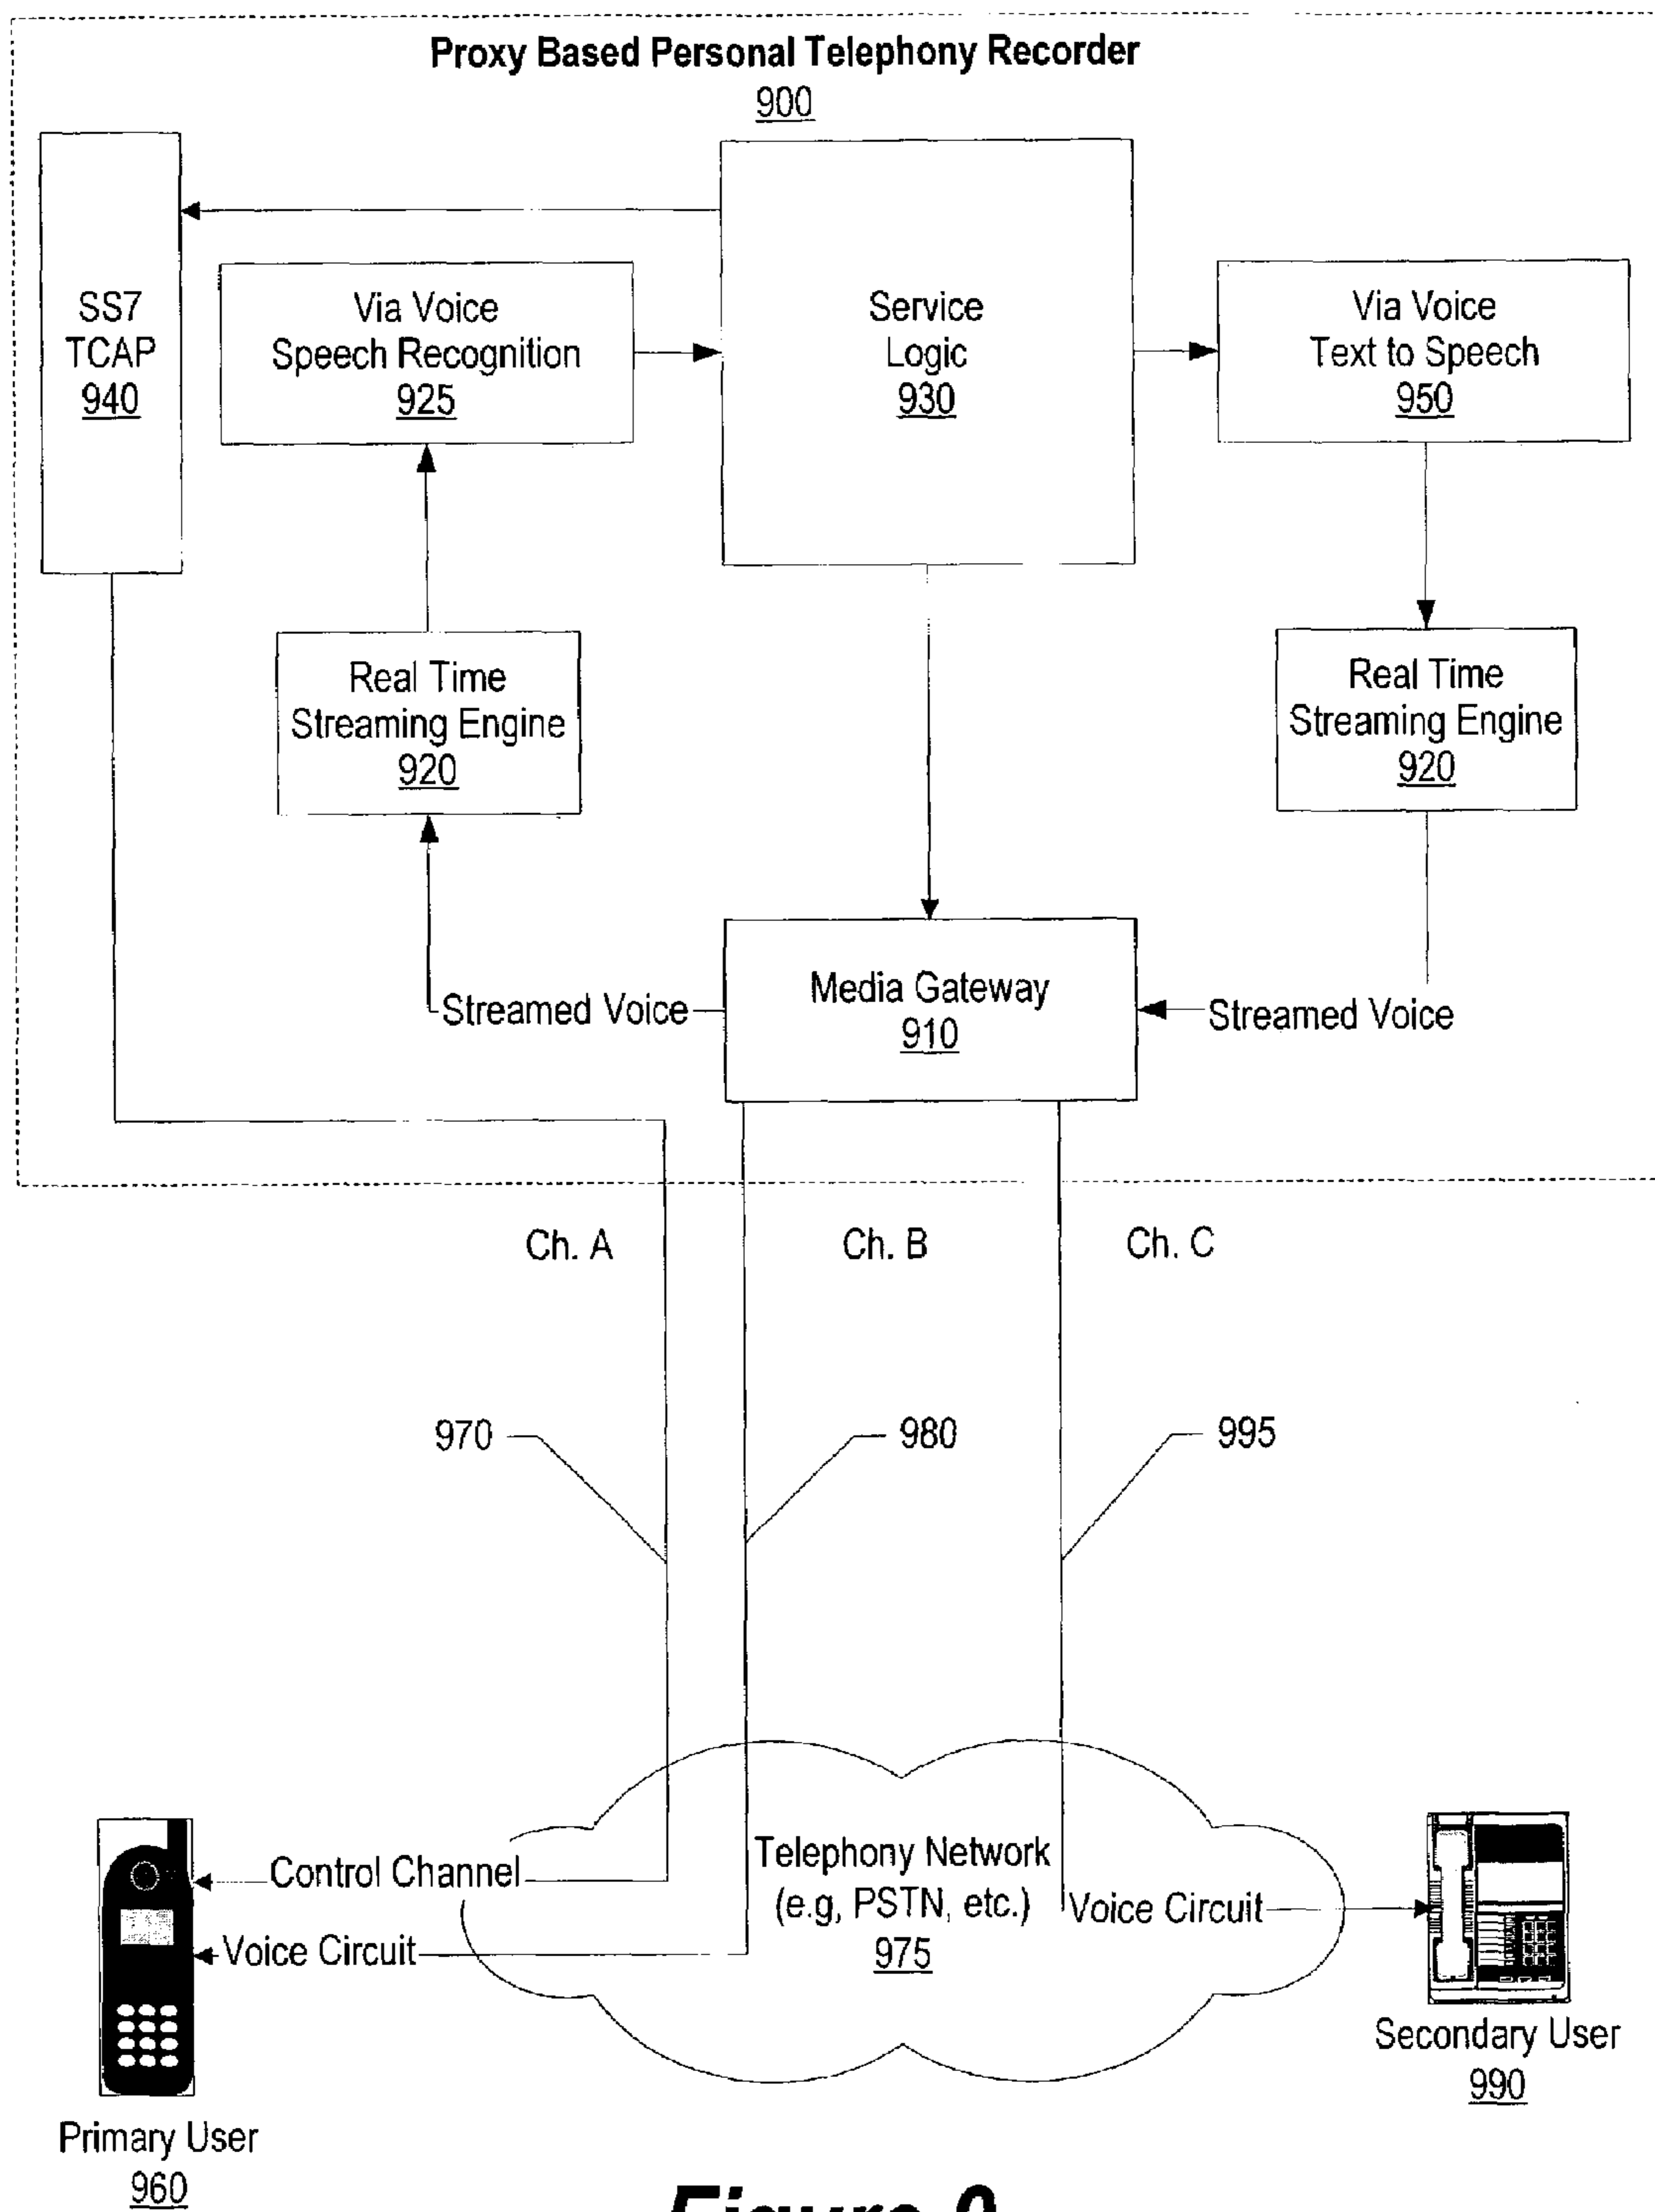 Proxy Based Personal Telephony Recorder
900
SS7
TCAP
940
Via Voice
Speech Recognition
925
Service
Logic
930
Via Voice
Text to Speech
950
Real Time
Streaming Engine
920
Real Time
Streaming Engine
920
Streamed Voice
Media Gateway
910
Streamed Voice
Ch. A
Ch. B
Ch. C
970
980
995
Control Channel
Voice Circuit
Telephony Network
(e.g, PSTN, etc.)
975
Voice Circuit
Primary User
960
Secondary User
990
Figure 9